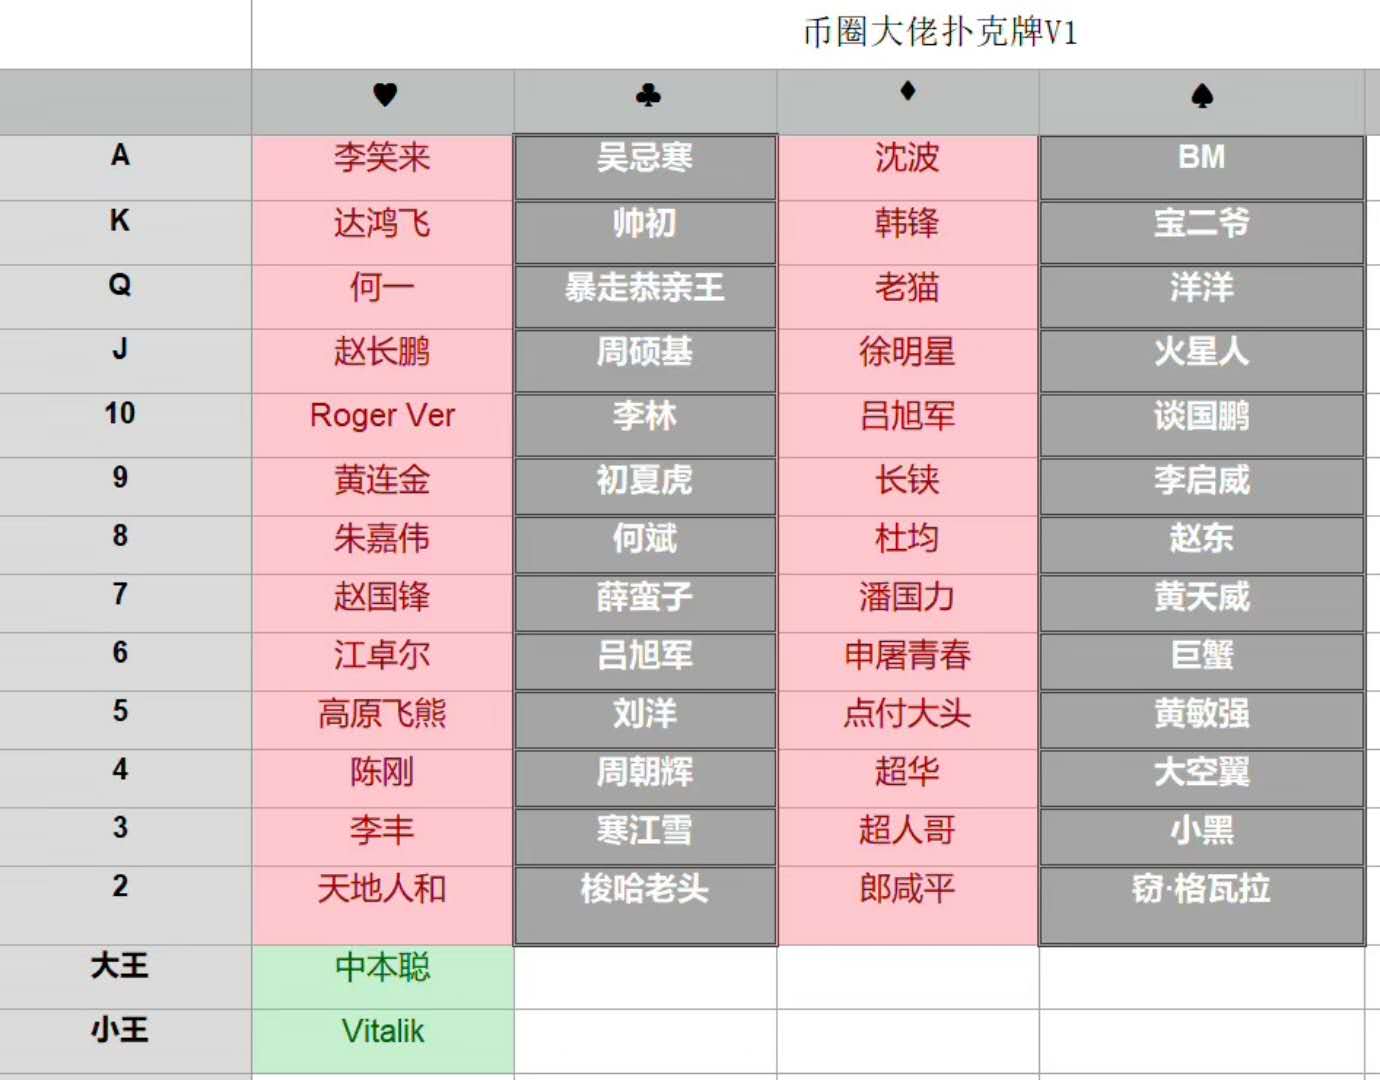 币圈大佬扑克牌V1
♥ ♣ ♦ ♠
A 李笑来 吴忌寒 沈波 BM
K 达鸿飞 帅初 韩锋 宝二爷
Q 何一 暴走恭亲王 老猫 洋洋
J 赵长鹏 周硕基 徐明星 火星人
10 Roger Ver 李林 吕旭军 谈国鹏
9 黄连金 初夏虎 长铗 李启威
8 朱嘉伟 何斌 杜均 赵东
7 赵国锋 薛蛮子 潘国力 黄天威
6 江卓尔 吕旭军 申屠青春 巨蟹
5 高原飞熊 刘洋 点付大头 黄敏强
4 陈刚 周朝辉 超华 大空翼
3 李丰 寒江雪 超人哥 小黑
2 天地人和 梭哈老头 郎咸平 窃·格瓦拉
大王 中本聪
小王 Vitalik